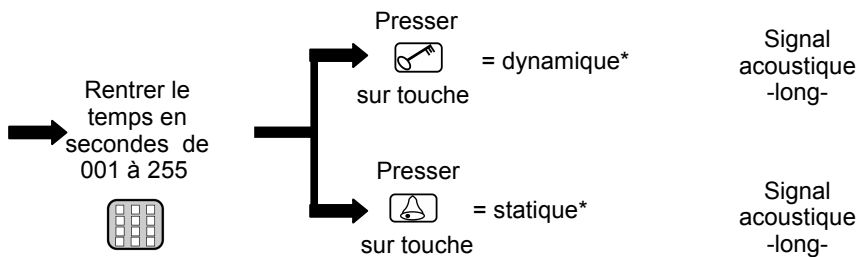 Rentrer le
temps en
secondes de
001 à 255
Presser
= dynamique*
sur touche
Signal
acoustique
-long-
Presser
= statique*
sur touche
Signal
acoustique
-long-